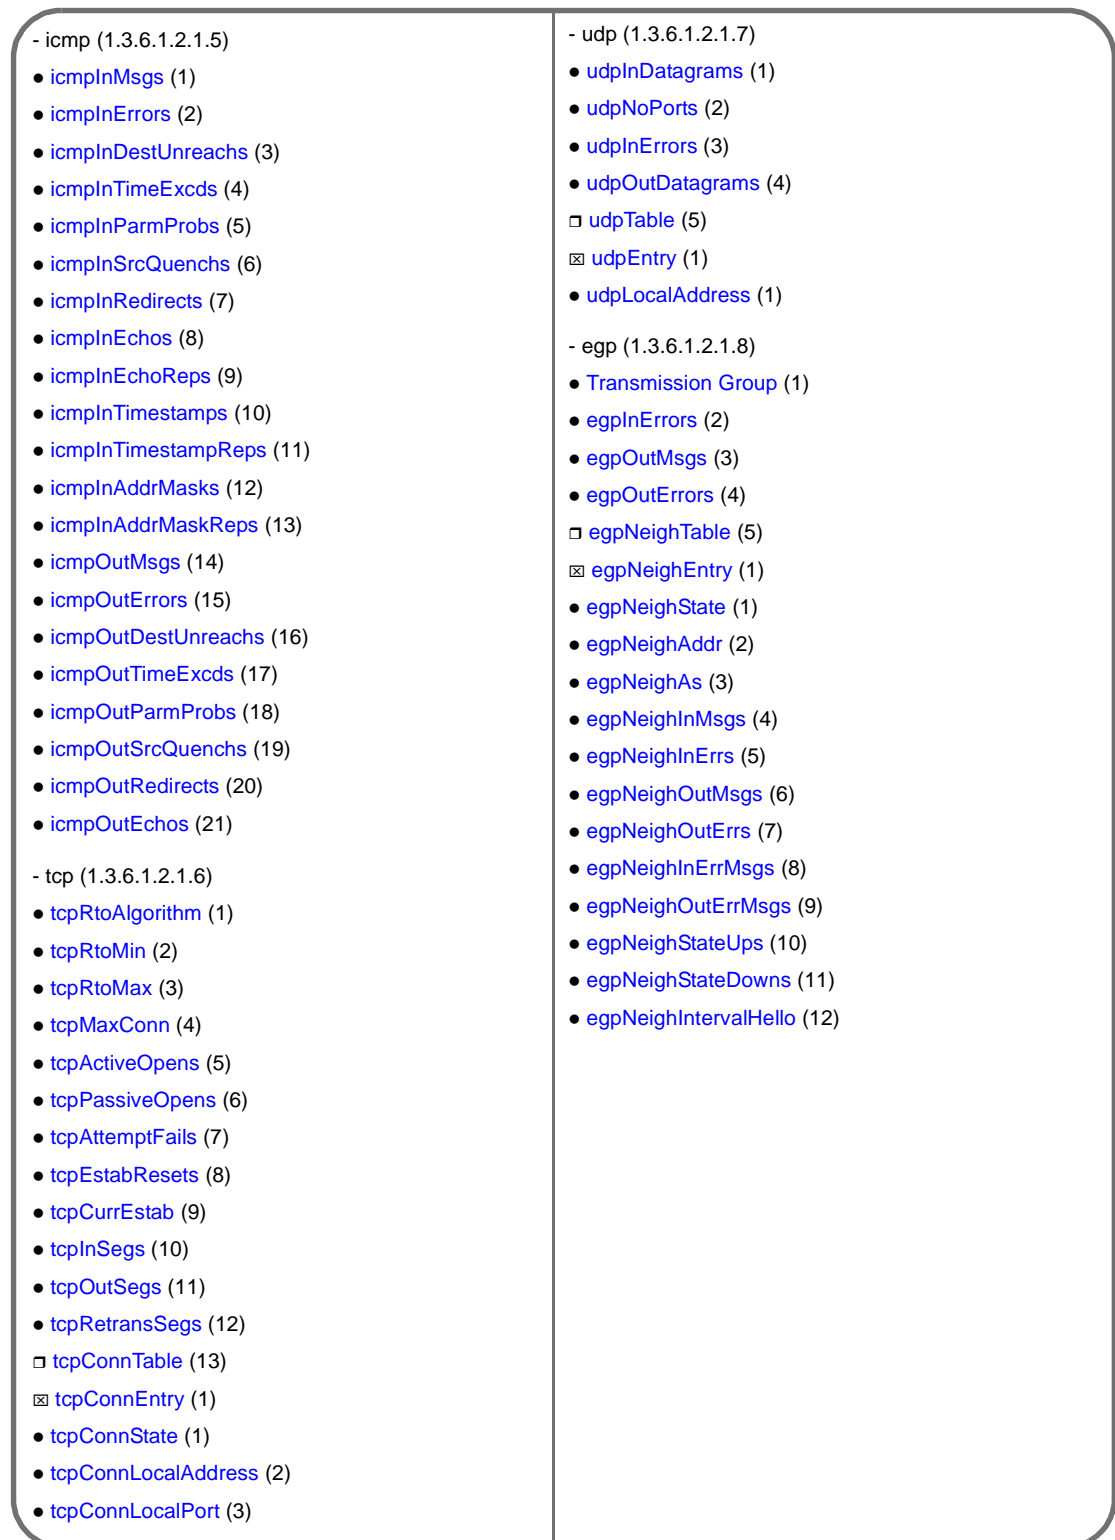 - icmp (1.3.6.1.2.1.5)
● icmpInMsgs (1)
● icmpInErrors (2)
● icmpInDestUnreachs (3)
● icmpInTimeExcds (4)
● icmpInParmProbs (5)
● icmpInSrcQuenchs (6)
● icmpInRedirects (7)
● icmpInEchos (8)
● icmpInEchoReps (9)
● icmpInTimestamps (10)
● icmpInTimestampReps (11)
● icmpInAddrMasks (12)
● icmpInAddrMaskReps (13)
● icmpOutMsgs (14)
● icmpOutErrors (15)
● icmpOutDestUnreachs (16)
● icmpOutTimeExcds (17)
● icmpOutParmProbs (18)
● icmpOutSrcQuenchs (19)
● icmpOutRedirects (20)
● icmpOutEchos (21)
- tcp (1.3.6.1.2.1.6)
● tcpRtoAlgorithm (1)
● tcpRtoMin (2)
● tcpRtoMax (3)
● tcpMaxConn (4)
● tcpActiveOpens (5)
● tcpPassiveOpens (6)
● tcpAttemptFails (7)
● tcpEstabResets (8)
● tcpCurrEstab (9)
● tcpInSegs (10)
● tcpOutSegs (11)
● tcpRetransSegs (12)
❒ tcpConnTable (13)
☒ tcpConnEntry (1)
● tcpConnState (1)
● tcpConnLocalAddress (2)
● tcpConnLocalPort (3)
- udp (1.3.6.1.2.1.7)
● udpInDatagrams (1)
● udpNoPorts (2)
● udpInErrors (3)
● udpOutDatagrams (4)
❒ udpTable (5)
☒ udpEntry (1)
● udpLocalAddress (1)
- egp (1.3.6.1.2.1.8)
● Transmission Group (1)
● egpInErrors (2)
● egpOutMsgs (3)
● egpOutErrors (4)
❒ egpNeighTable (5)
☒ egpNeighEntry (1)
● egpNeighState (1)
● egpNeighAddr (2)
● egpNeighAs (3)
● egpNeighInMsgs (4)
● egpNeighInErrs (5)
● egpNeighOutMsgs (6)
● egpNeighOutErrs (7)
● egpNeighInErrMsgs (8)
● egpNeighOutErrMsgs (9)
● egpNeighStateUps (10)
● egpNeighStateDowns (11)
● egpNeighIntervalHello (12)